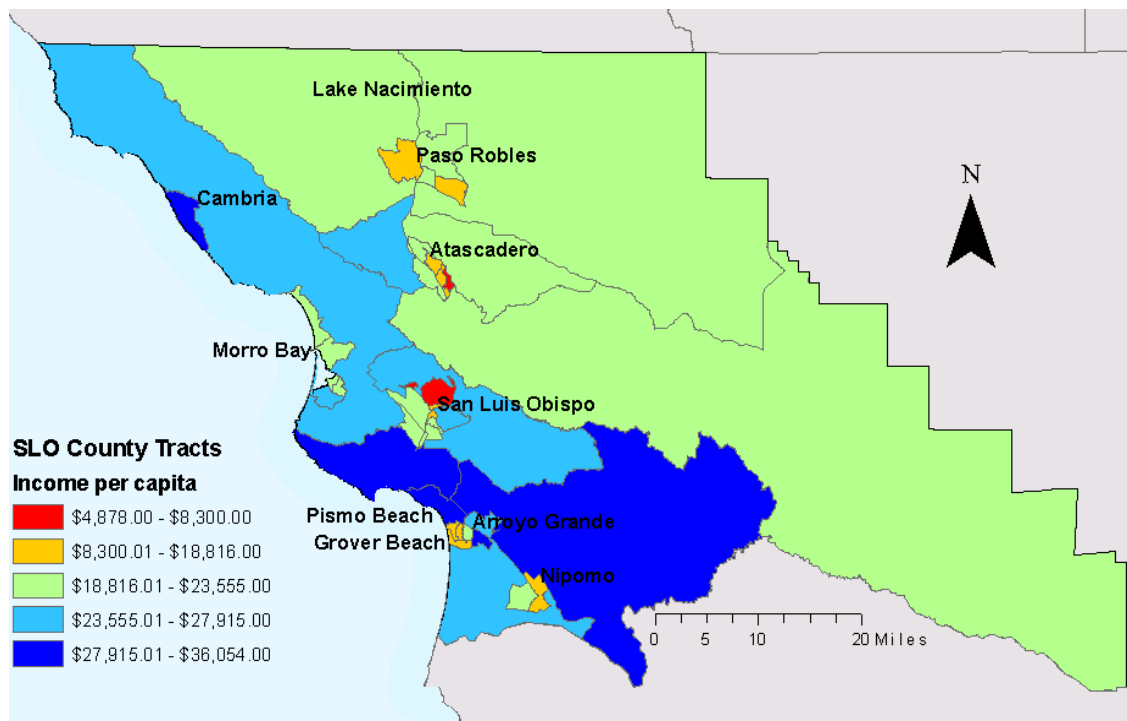 Lake Nacimiento
Paso Robles
Cambria
N
Atascadero
Morro Bay
San Luis Obispo
SLO County Tracts
Income per capita
$4,878.00 - $8,300.00
$8,300.01 - $18,816.00
$18,816.01 - $23,555.00
$23,555.01 - $27,915.00
$27,915.01 - $36,054.00
Pismo Beach
Arroyo Grande
Grover Beach
Nipomo
0 5 10 20 Miles